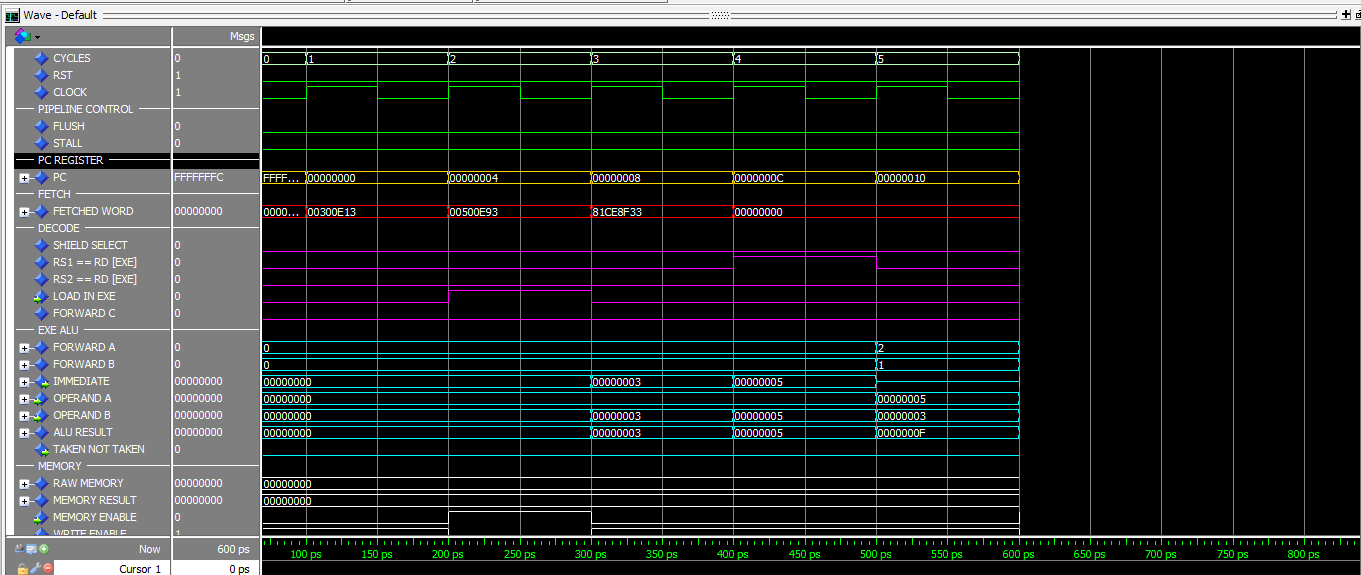 Wave - Default
Msgs
CYCLES 0 0 1 2 3 4 5
RST 1
CLOCK 1
PIPELINE CONTROL
FLUSH 0
STALL 0
PC REGISTER
PC FFFFFFFC FFFF... 00000000 00000004 00000008 0000000C 00000010
FETCH
FETCHED WORD 00000000 0000... 00300E13 00500E93 81CE8F33 00000000
DECODE
SHIELD SELECT 0
RS1 == RD [EXE] 0
RS2 == RD [EXE] 0
LOAD IN EXE 0
FORWARD C 0
EXE ALU
FORWARD A 0 0 2
FORWARD B 0 0 1
IMMEDIATE 00000000 00000000 00000003 00000005
OPERAND A 00000000 00000000 00000005
OPERAND B 00000000 00000000 00000003 00000005 00000003
ALU RESULT 00000000 00000000 00000003 00000005 0000000F
TAKEN NOT TAKEN 0
MEMORY
RAW MEMORY 00000000 00000000
MEMORY RESULT 00000000 00000000
MEMORY ENABLE 0
WRITE ENABLE 1
Now 600 ps 100 ps 150 ps 200 ps 250 ps 300 ps 350 ps 400 ps 450 ps 500 ps 550 ps 600 ps 650 ps 700 ps 750 ps 800 ps
Cursor 1 0 ps